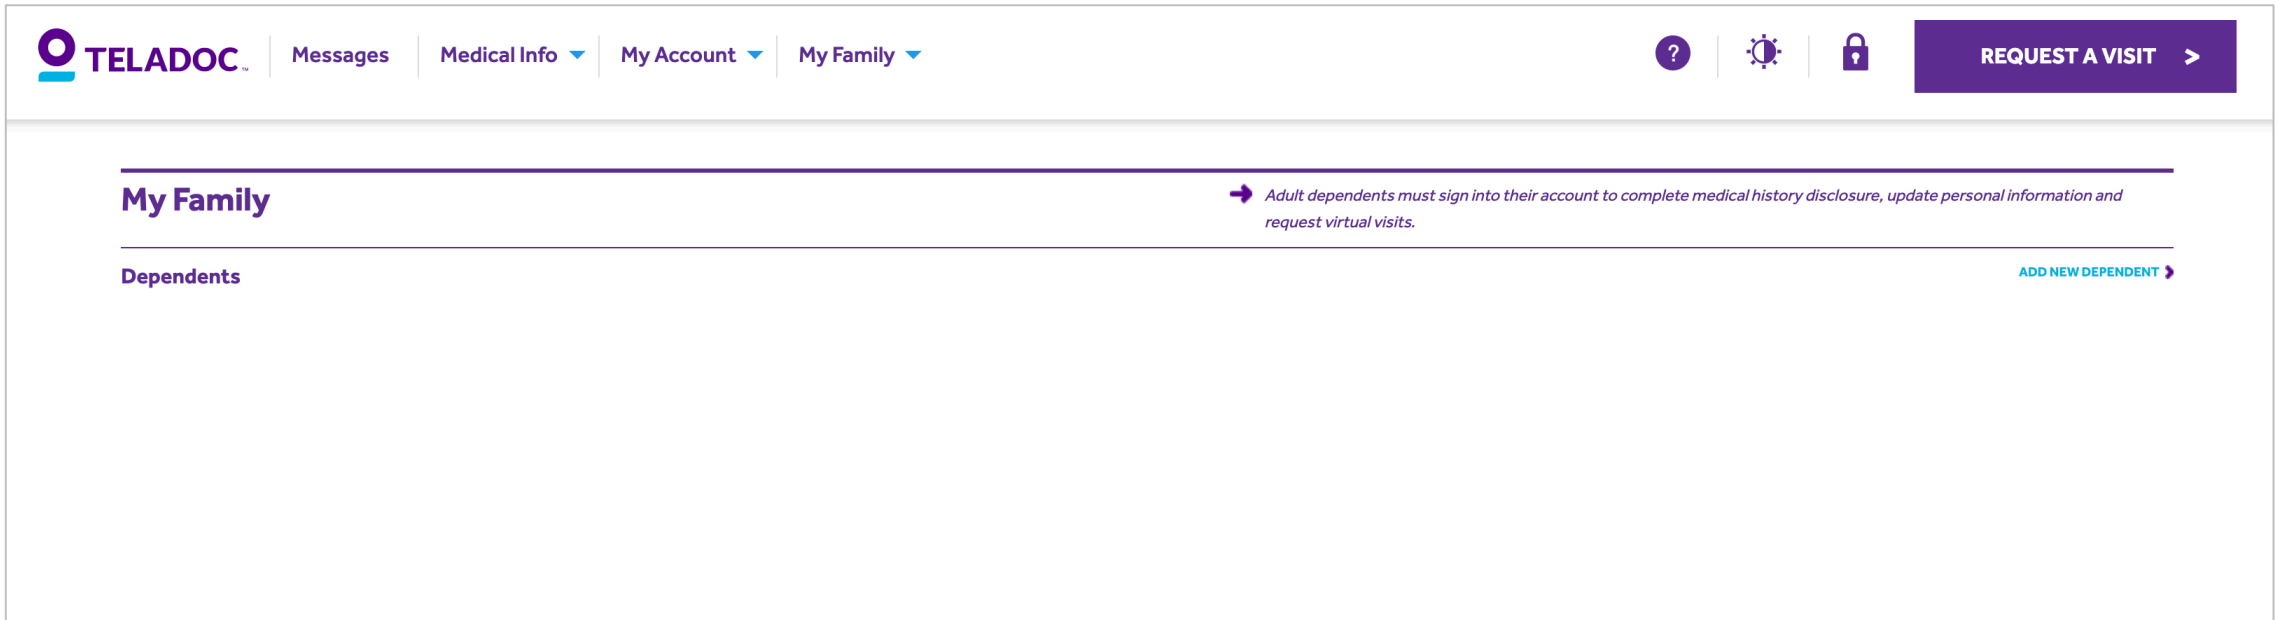 TELADOC™
Messages
Medical Info
My Account
My Family
?
REQUEST A VISIT >
My Family
Adult dependents must sign into their account to complete medical history disclosure, update personal information and
request virtual visits.
Dependents
ADD NEW DEPENDENT